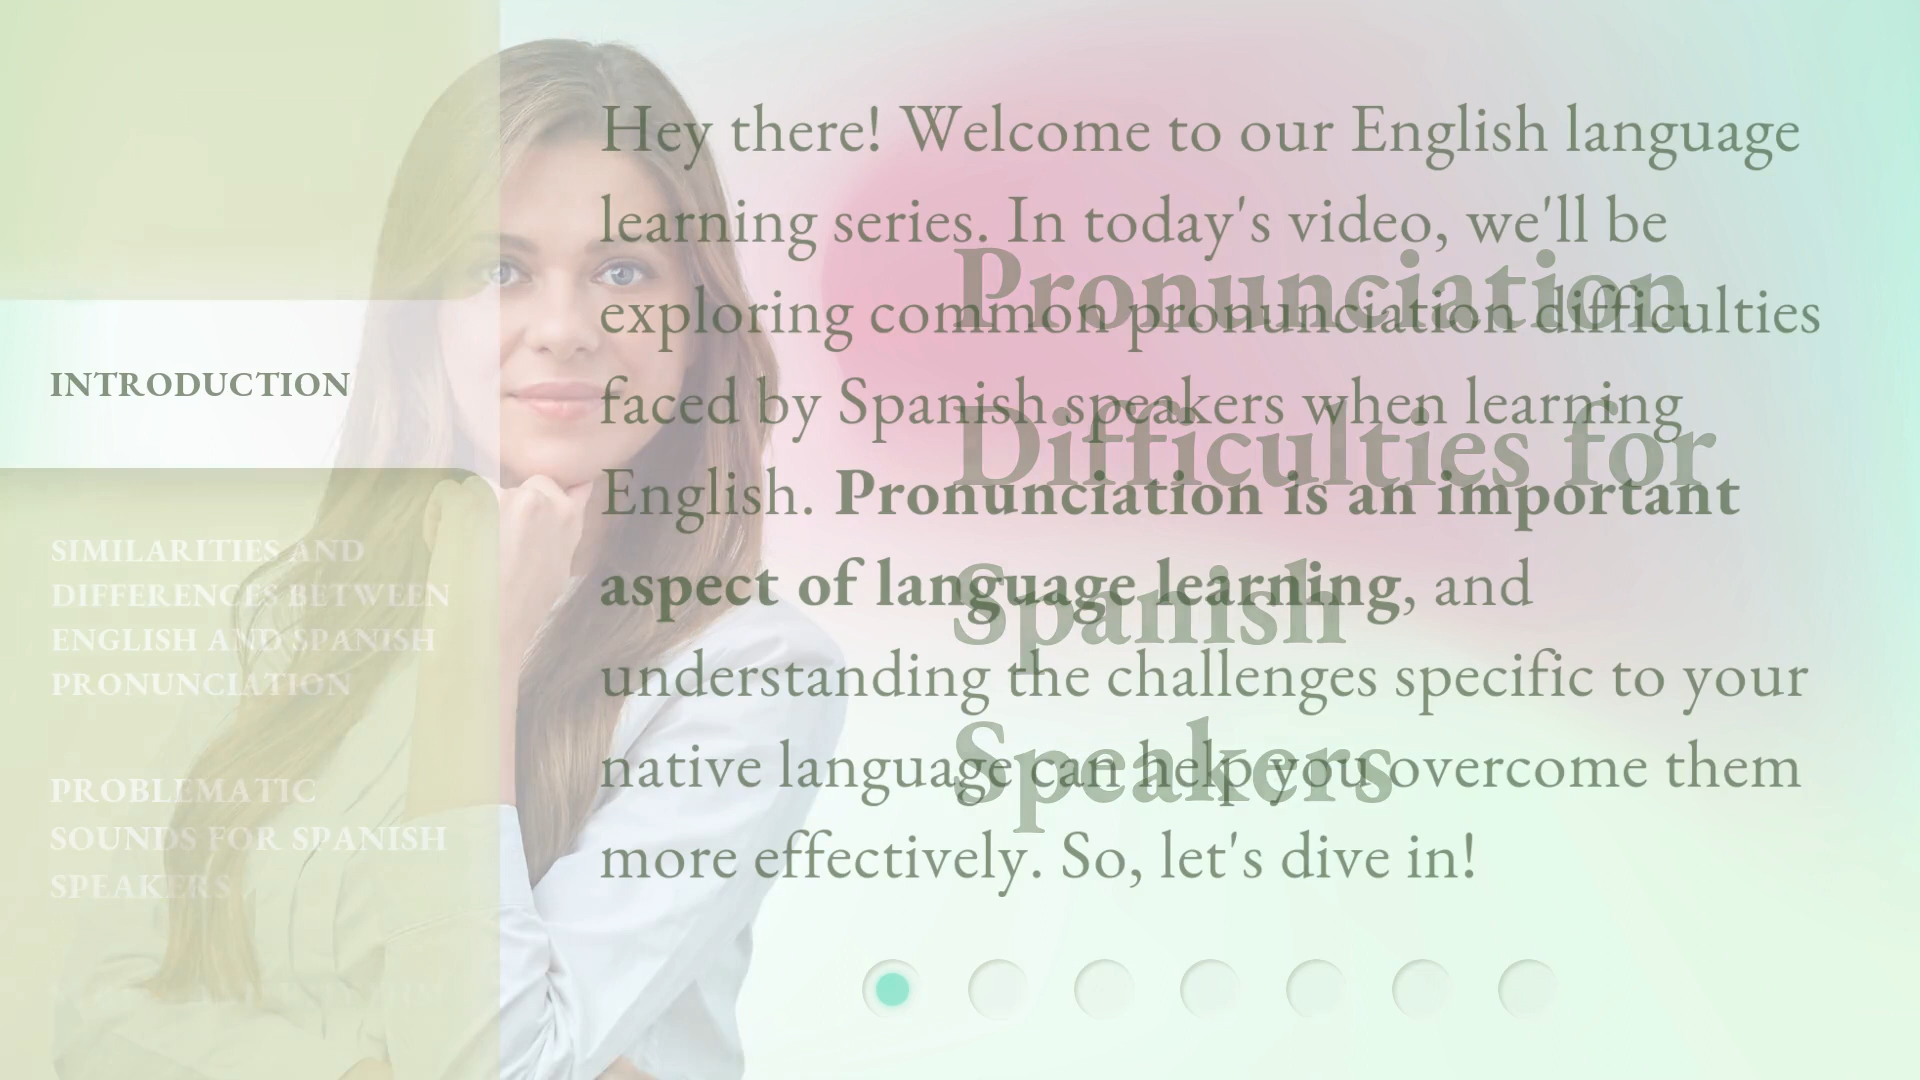 INTRODUCTION
SIMILARITIES AND
DIFFERENCES BETWEEN
ENGLISH AND SPANISH
PRONUNCIATION
PROBLEMATIC
SOUNDS FOR SPANISH
SPEAKERS
Hey there! Welcome to our English language
learning series. In today's video, we'll be
exploring common pronunciation difficulties
faced by Spanish speakers when learning
English. Pronunciation is an important
aspect of language learning, and
understanding the challenges specific to your
native language can help you overcome them
more effectively. So, let's dive in!
Pronunciation
Difficulties for
Spanish
Speakers